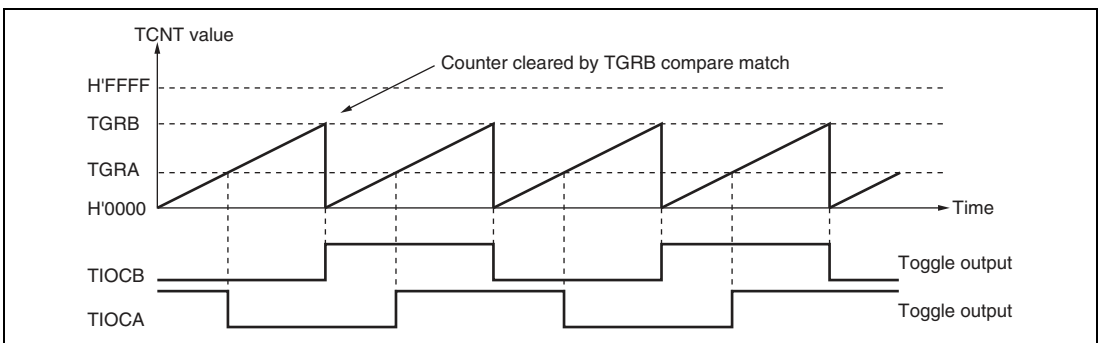 TCNT value
Counter cleared by TGRB compare match
H'FFFF
TGRB
TGRA
H'0000
Time
TIOCB
Toggle output
TIOCA
Toggle output